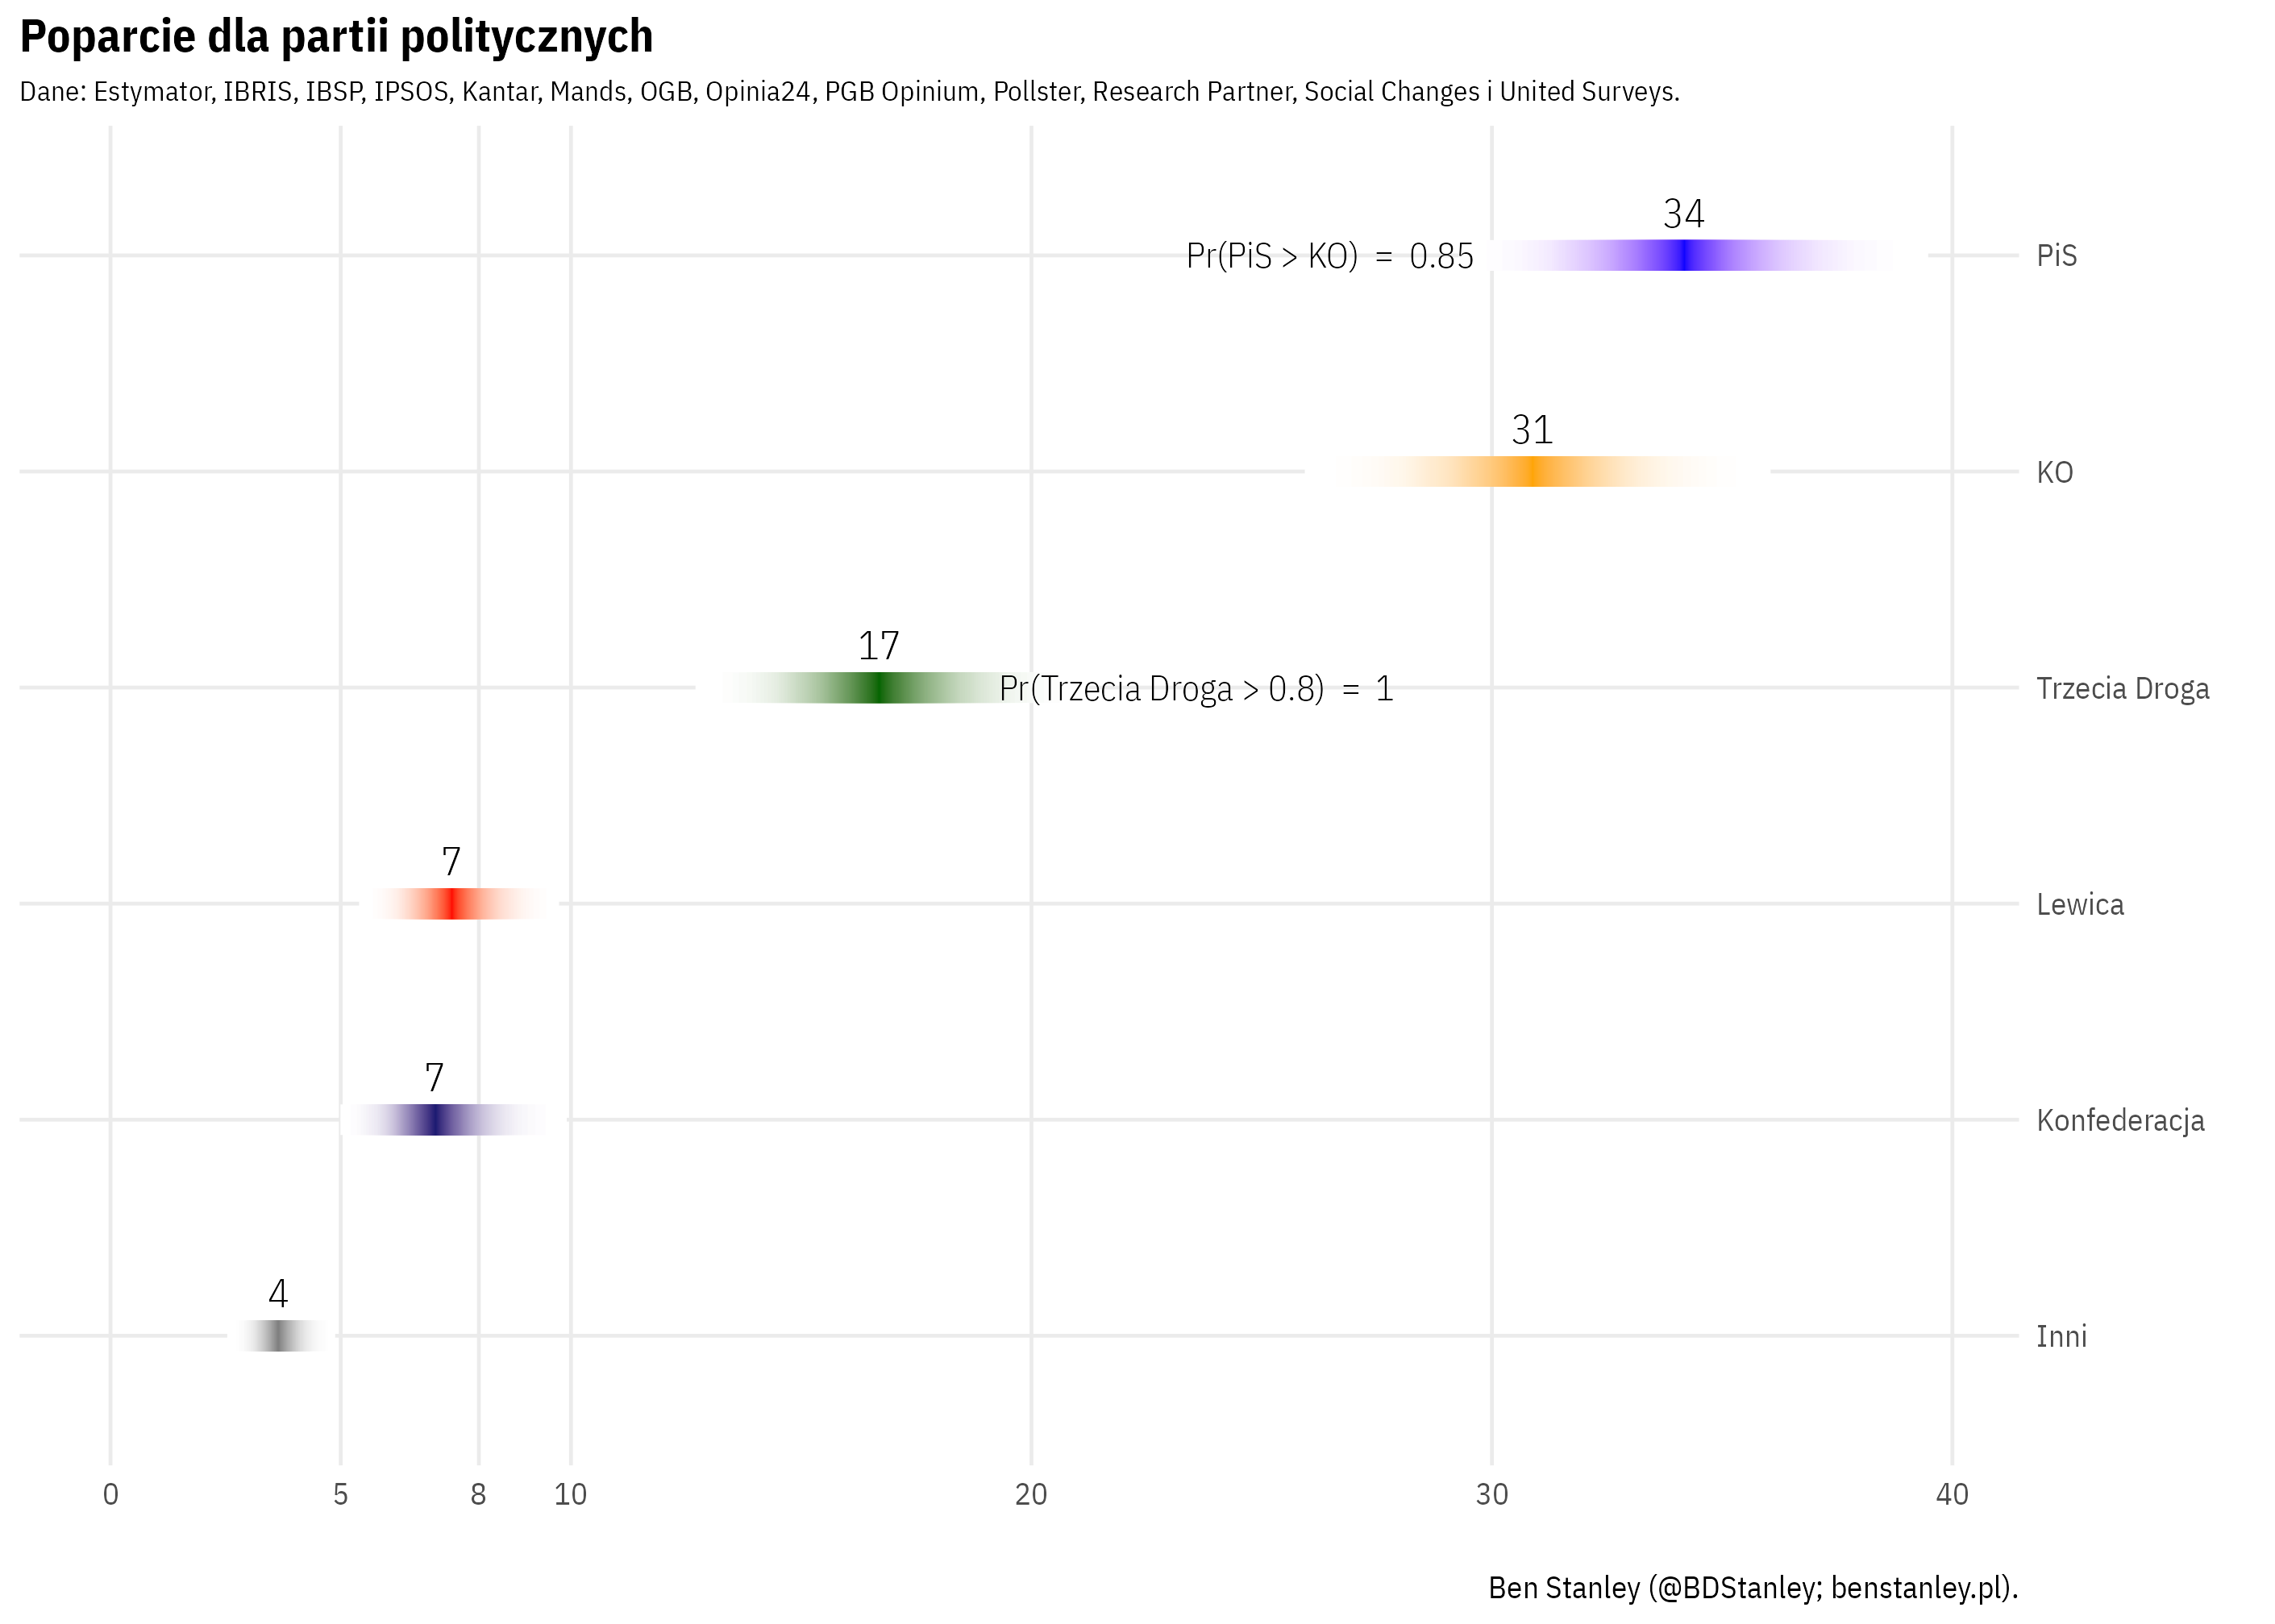 Poparcie dla partii politycznych
Dane: Estymator, IBRIS, IBSP, IPSOS, Kantar, Mands, OGB, Opinia24, PGB Opinium, Pollster, Research Partner, Social Changes i United Surveys.
34
Pr(PiS > KO) = 0.85
PiS
31
KO
17
Pr(Trzecia Droga > 0.8) = 1
Trzecia Droga
7
Lewica
7
Konfederacja
4
Inni
0 5 8 10 20 30 40
Ben Stanley (@BDStanley; benstanley.pl).